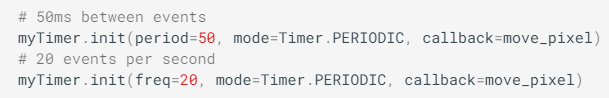 # 50ms between events
myTimer.init(period=50, mode=Timer.PERIODIC, callback=move_pixel)
# 20 events per second
myTimer.init(freq=20, mode=Timer.PERIODIC, callback=move_pixel)